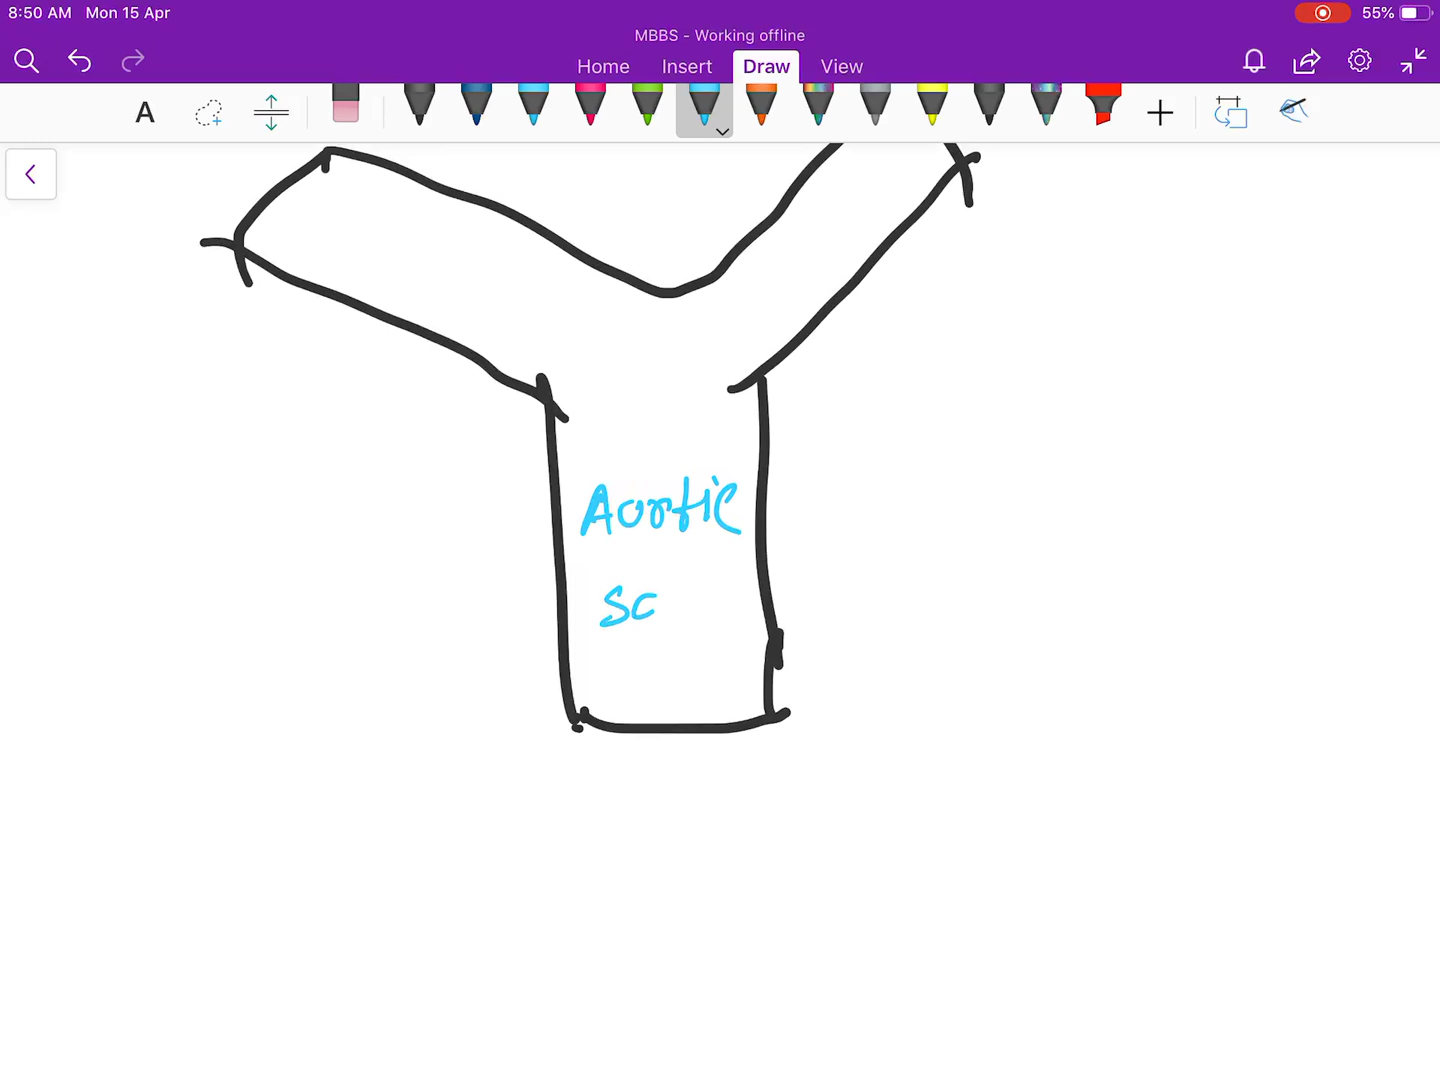 8:50 AM Mon 15 Apr
55%
MBBS - Working offline
Home Insert Draw View
A
Aortic
sc